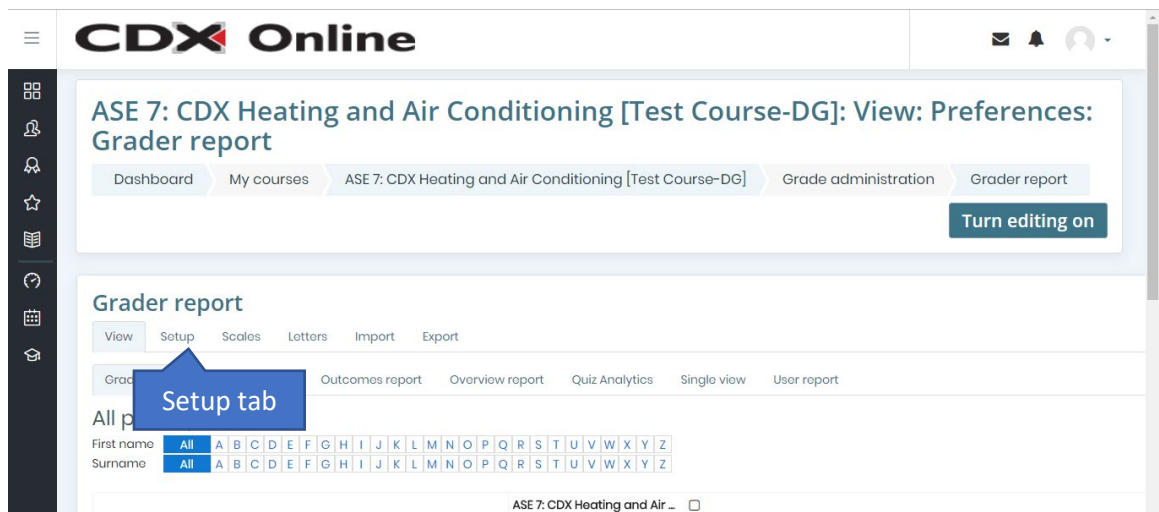 CDX Online
ASE 7: CDX Heating and Air Conditioning [Test Course-DG]: View: Preferences:
Grader report
Dashboard My courses ASE 7: CDX Heating and Air Conditioning [Test Course-DG] Grade administration Grader report
Turn editing on
Grader report
View Setup Scales Letters Import Export
Outcomes report Overview report Quiz Analytics Single view User report
Setup tab
All
First name All A B C D E F G H I J K L M N O P Q R S T U V W X Y Z
Surname All A B C D E F G H I J K L M N O P Q R S T U V W X Y Z
ASE 7: CDX Heating and Air ...